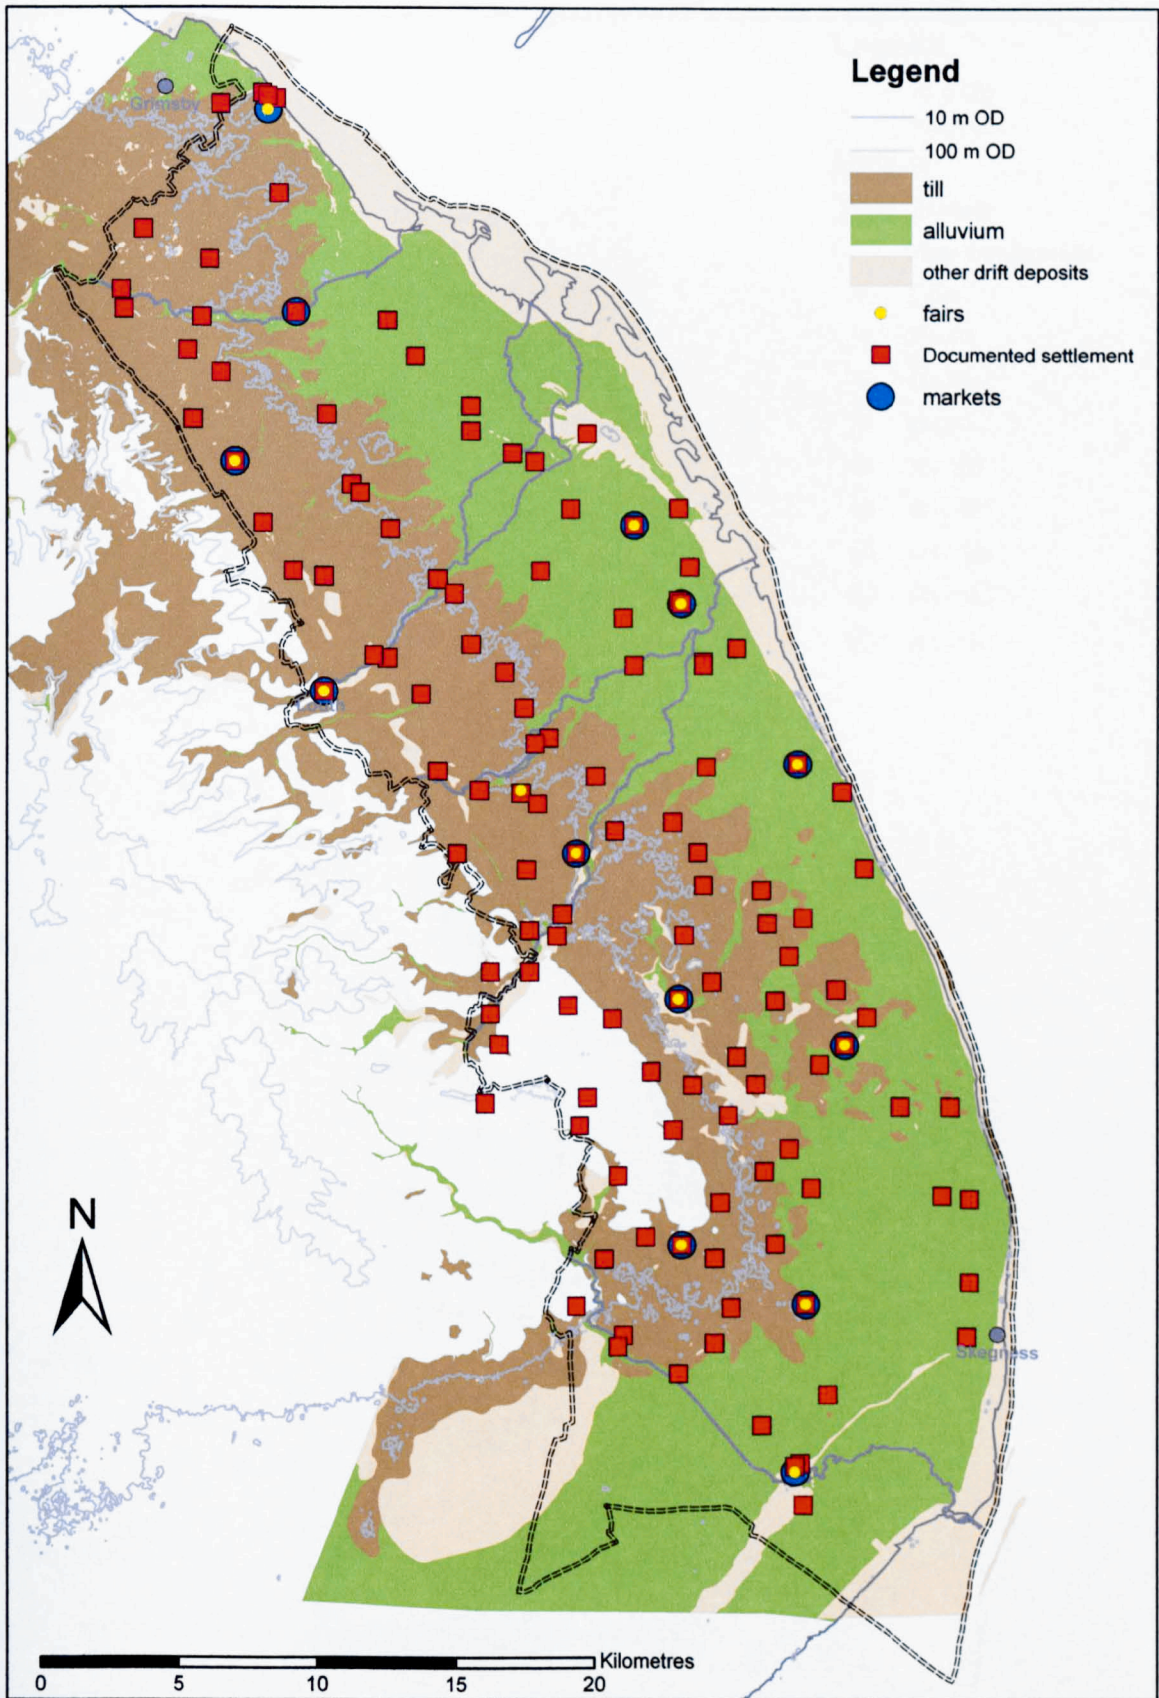 Grimsby
Legend
10 m OD
100 m OD
till
alluvium
other drift deposits
fairs
Documented settlement
markets
N
Skegness
Kilometres
0 5 10 15 20